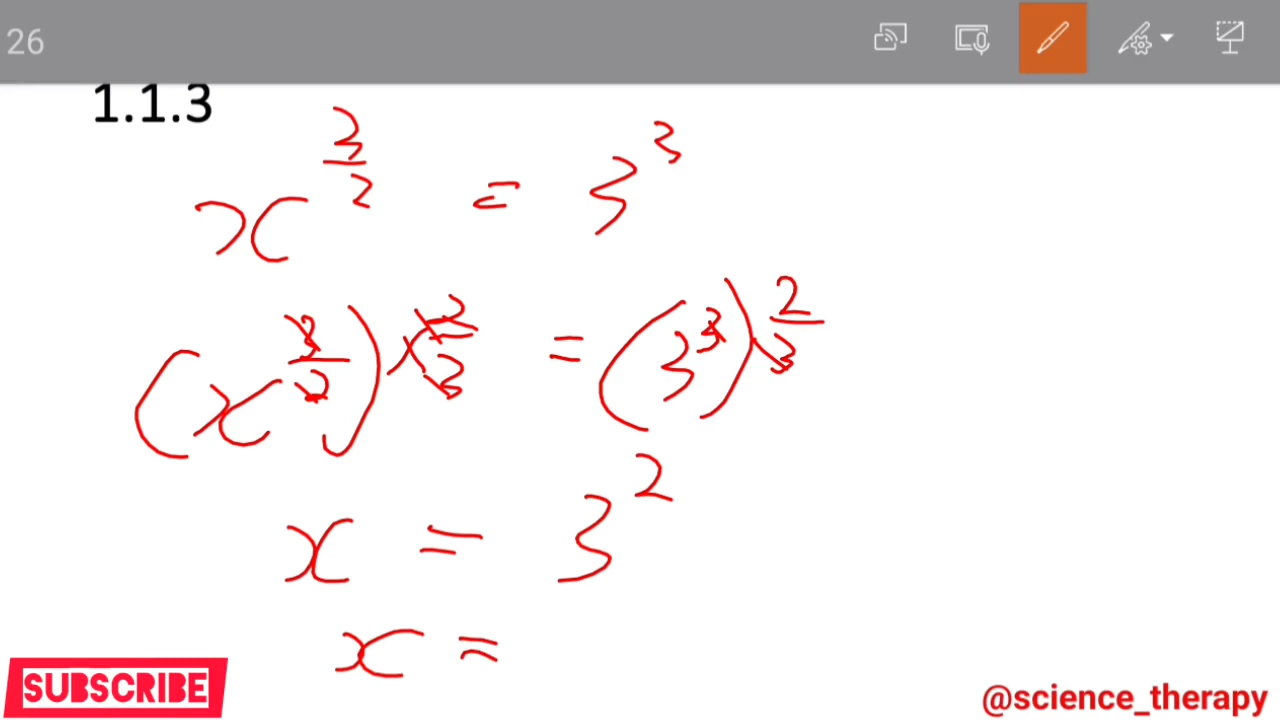 26
1.1.3
x^(3/2) = 3^3
(x^(3/2))^(×2/3) = (3^3)^(×2/3)
x = 3^2
x =
SUBSCRIBE
@science_therapy